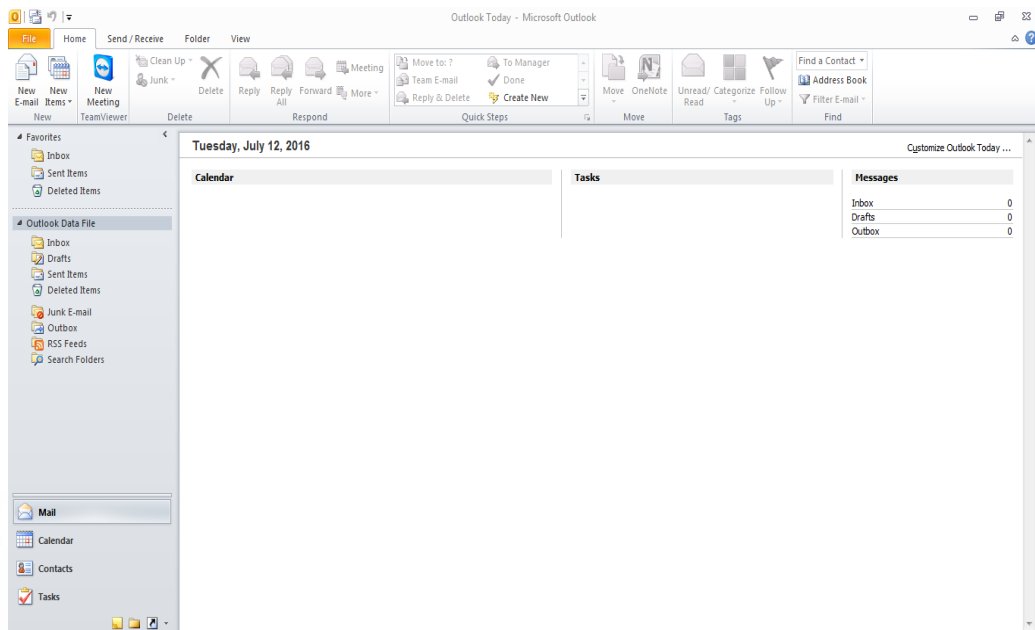 Outlook Today - Microsoft Outlook
File Home Send / Receive Folder View
New E-mail
New Items
New Meeting
Clean Up
Junk
Delete
Reply
Reply All
Forward
Meeting
More
Move to: ?
To Manager
Team E-mail
Done
Reply & Delete
Create New
Move
OneNote
Unread/ Read
Categorize
Follow Up
Find a Contact
Address Book
Filter E-mail
New TeamViewer Delete Respond Quick Steps Move Tags Find
Favorites
Inbox
Sent Items
Deleted Items
Outlook Data File
Inbox
Drafts
Sent Items
Deleted Items
Junk E-mail
Outbox
RSS Feeds
Search Folders
Mail
Calendar
Contacts
Tasks
Tuesday, July 12, 2016
Customize Outlook Today ...
Calendar
Tasks
Messages
Inbox 0
Drafts 0
Outbox 0